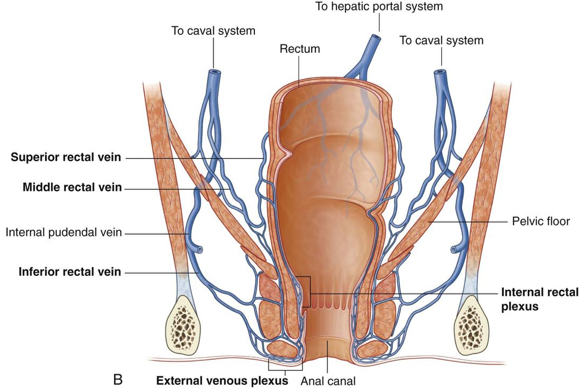 To hepatic portal system
To caval system
To caval system
Rectum
Superior rectal vein
Middle rectal vein
Internal pudendal vein
Pelvic floor
Inferior rectal vein
Internal rectal
plexus
B
External venous plexus
Anal canal